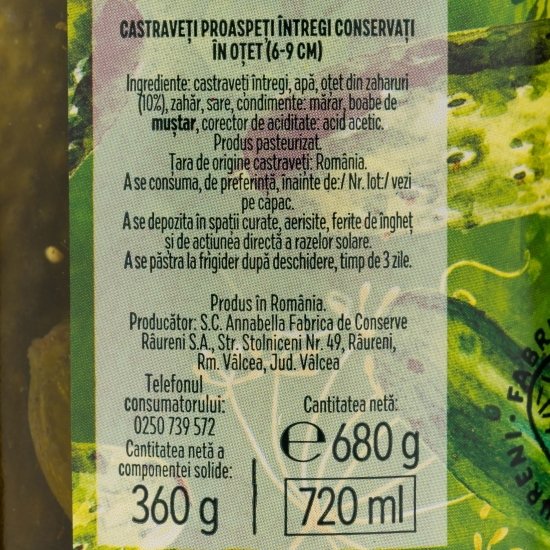 CASTRAVEȚI PROASPEȚI ÎNTREGI CONSERVAȚI
ÎN OȚET (6-9 CM)
Ingrediente: castraveți întregi, apă, oțet din zaharuri
(10%), zahăr, sare, condimente: mărar, boabe de
muștar, corector de aciditate: acid acetic.
Produs pasteurizat.
Țara de origine castraveți: România.
A se consuma, de preferință, înainte de:/ Nr. lot:/ vezi
pe capac.
A se depozita în spații curate, aerisite, ferite de îngheț
și de acțiunea directă a razelor solare.
A se păstra la frigider după deschidere, timp de 3 zile.
Produs în România.
Producător: S.C. Annabella Fabrica de Conserve
Râureni S.A., Str. Stolniceni Nr. 49, Râureni,
Rm. Vâlcea, Jud. Vâlcea
Telefonul
consumatorului:
0250 739 572
Cantitatea netă a
componentei solide:
360 g
Cantitatea netă:
e 680 g
720 ml